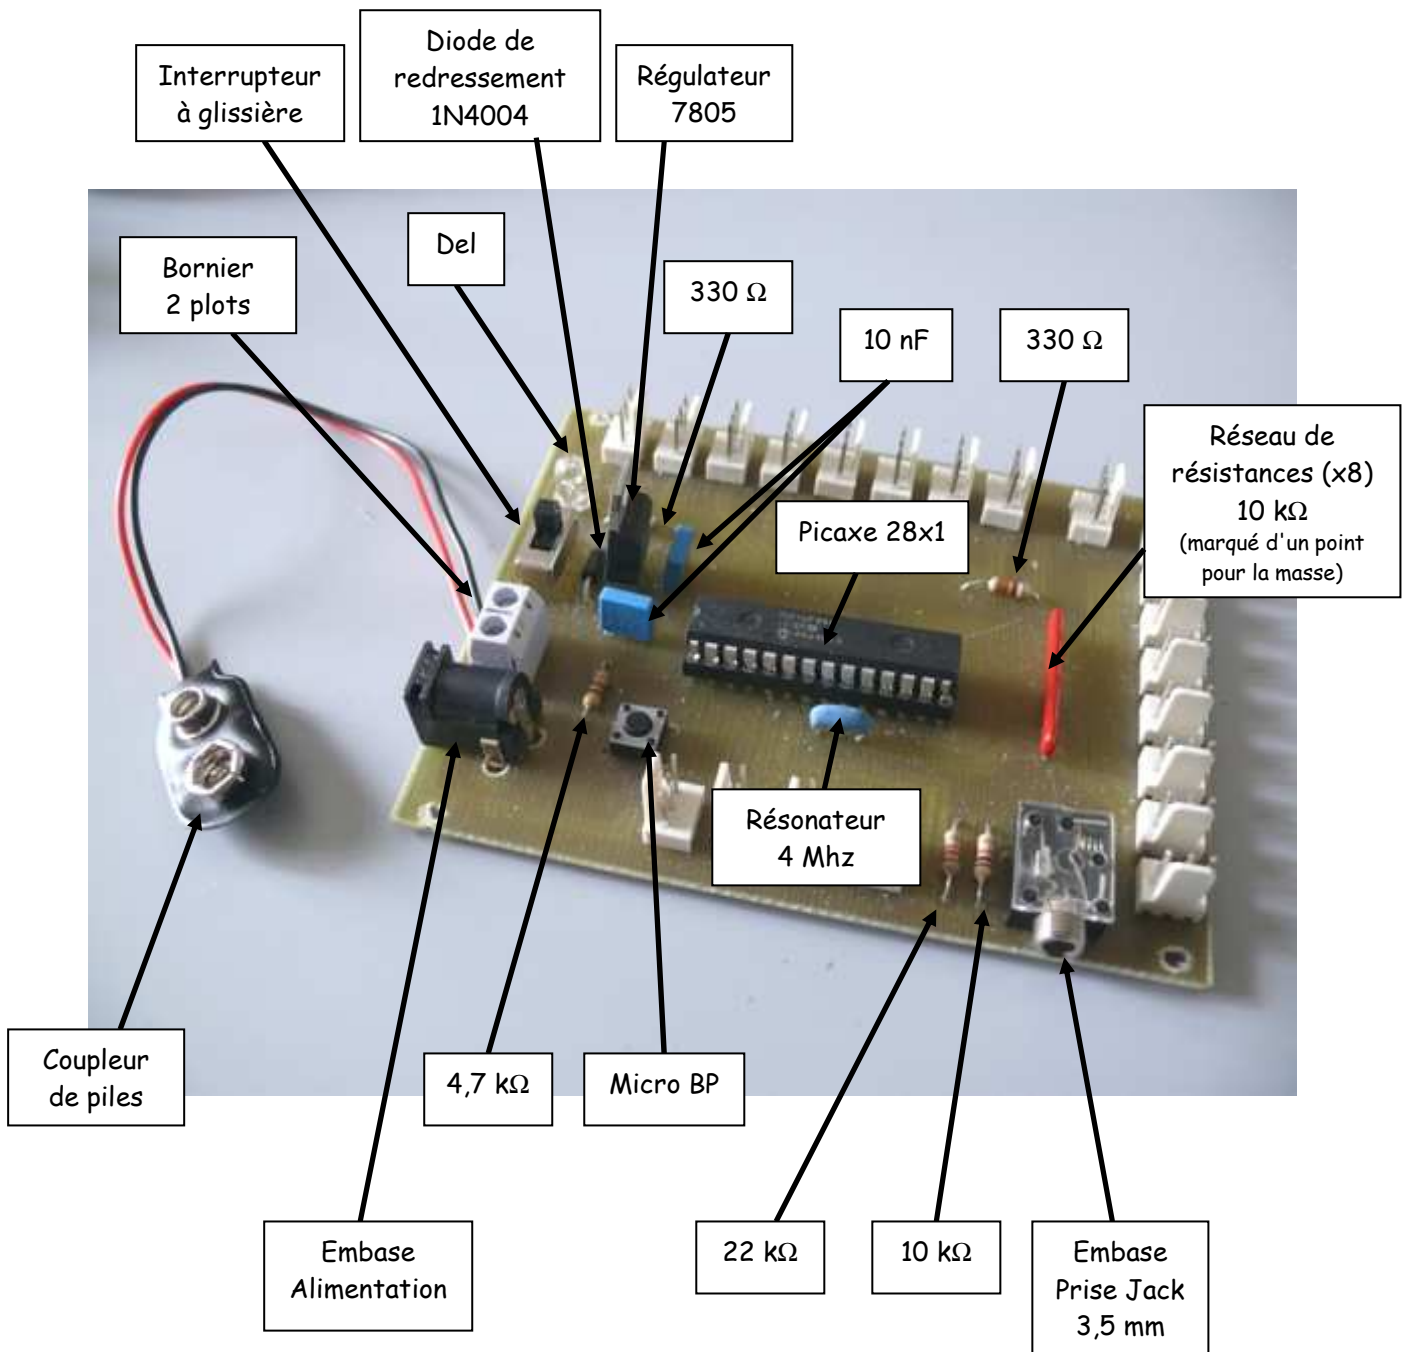 Diode de
redressement
1N4004
Interrupteur
à glissière
Régulateur
7805
Del
Bornier
2 plots
330 Ω
10 nF
330 Ω
Réseau de
résistances (x8)
10 kΩ
(marqué d'un point
pour la masse)
Picaxe 28x1
Résonateur
4 Mhz
Coupleur
de piles
4,7 kΩ
Micro BP
Embase
Alimentation
22 kΩ
10 kΩ
Embase
Prise Jack
3,5 mm